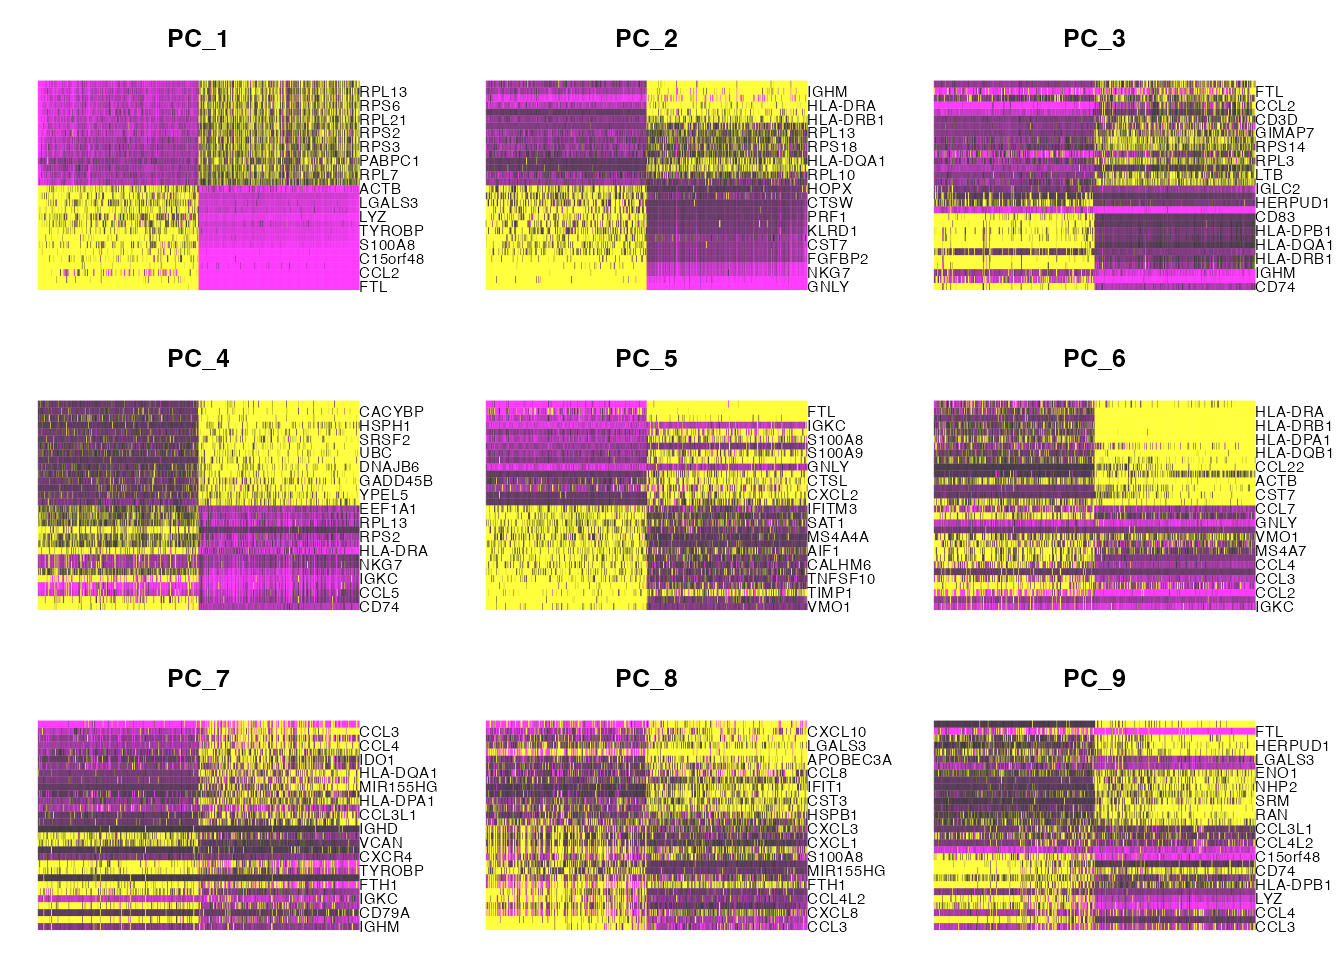 PC_1
RPL13
RPS6
RPL21
RPS2
RPS3
PABPC1
RPL7
ACTB
LGALS3
LYZ
TYROBP
S100A8
C15orf48
CCL2
FTL
PC_2
IGHM
HLA-DRA
HLA-DRB1
RPL13
RPS18
HLA-DQA1
RPL10
HOPX
CTSW
PRF1
KLRD1
CST7
FGFBP2
NKG7
GNLY
PC_3
FTL
CCL2
CD3D
GIMAP7
RPS14
RPL3
LTB
IGLC2
HERPUD1
CD83
HLA-DPB1
HLA-DQA1
HLA-DRB1
IGHM
CD74
PC_4
CACYBP
HSPH1
SRSF2
UBC
DNAJB6
GADD45B
YPEL5
EEF1A1
RPL13
RPS2
HLA-DRA
NKG7
IGKC
CCL5
CD74
PC_5
FTL
IGKC
S100A8
S100A9
GNLY
CTSL
CXCL2
IFITM3
SAT1
MS4A4A
AIF1
CALHM6
TNFSF10
TIMP1
VMO1
PC_6
HLA-DRA
HLA-DRB1
HLA-DPA1
HLA-DQB1
CCL22
ACTB
CST7
CCL7
GNLY
VMO1
MS4A7
CCL4
CCL3
CCL2
IGKC
PC_7
CCL3
CCL4
IDO1
HLA-DQA1
MIR155HG
HLA-DPA1
CCL3L1
IGHD
VCAN
CXCR4
TYROBP
FTH1
IGKC
CD79A
IGHM
PC_8
CXCL10
LGALS3
APOBEC3A
CCL8
IFIT1
CST3
HSPB1
CXCL3
CXCL1
S100A8
MIR155HG
FTH1
CCL4L2
CXCL8
CCL3
PC_9
FTL
HERPUD1
LGALS3
ENO1
NHP2
SRM
RAN
CCL3L1
CCL4L2
C15orf48
CD74
HLA-DPB1
LYZ
CCL4
CCL3